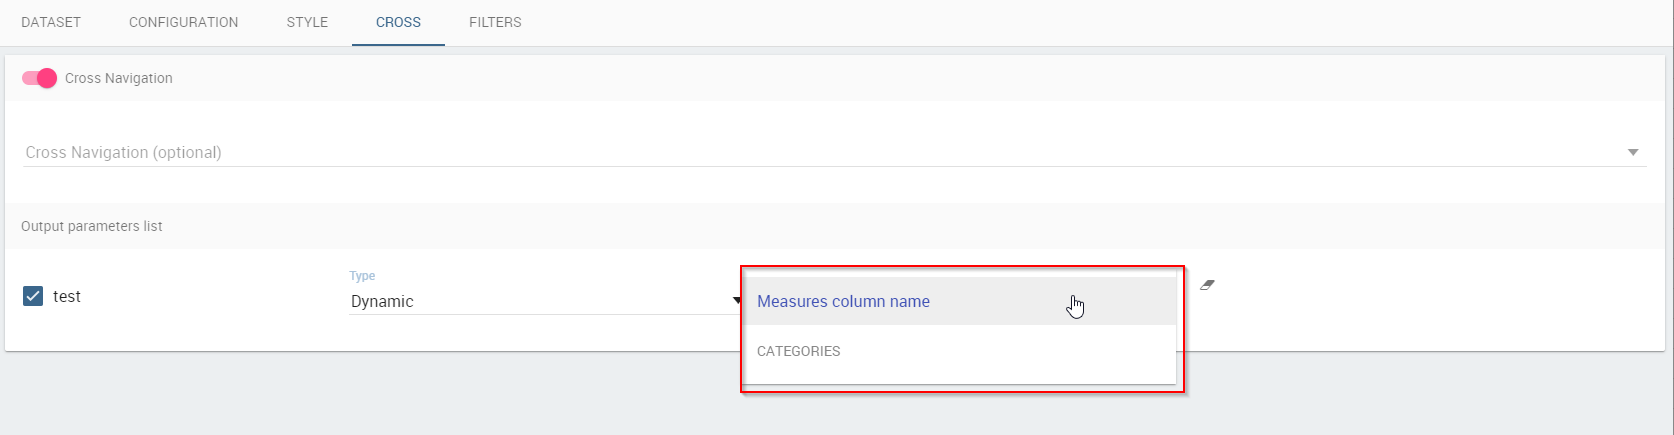 DATASET CONFIGURATION STYLE CROSS FILTERS
Cross Navigation
Cross Navigation (optional)
Output parameters list
Type
test Dynamic Measures column name
CATEGORIES